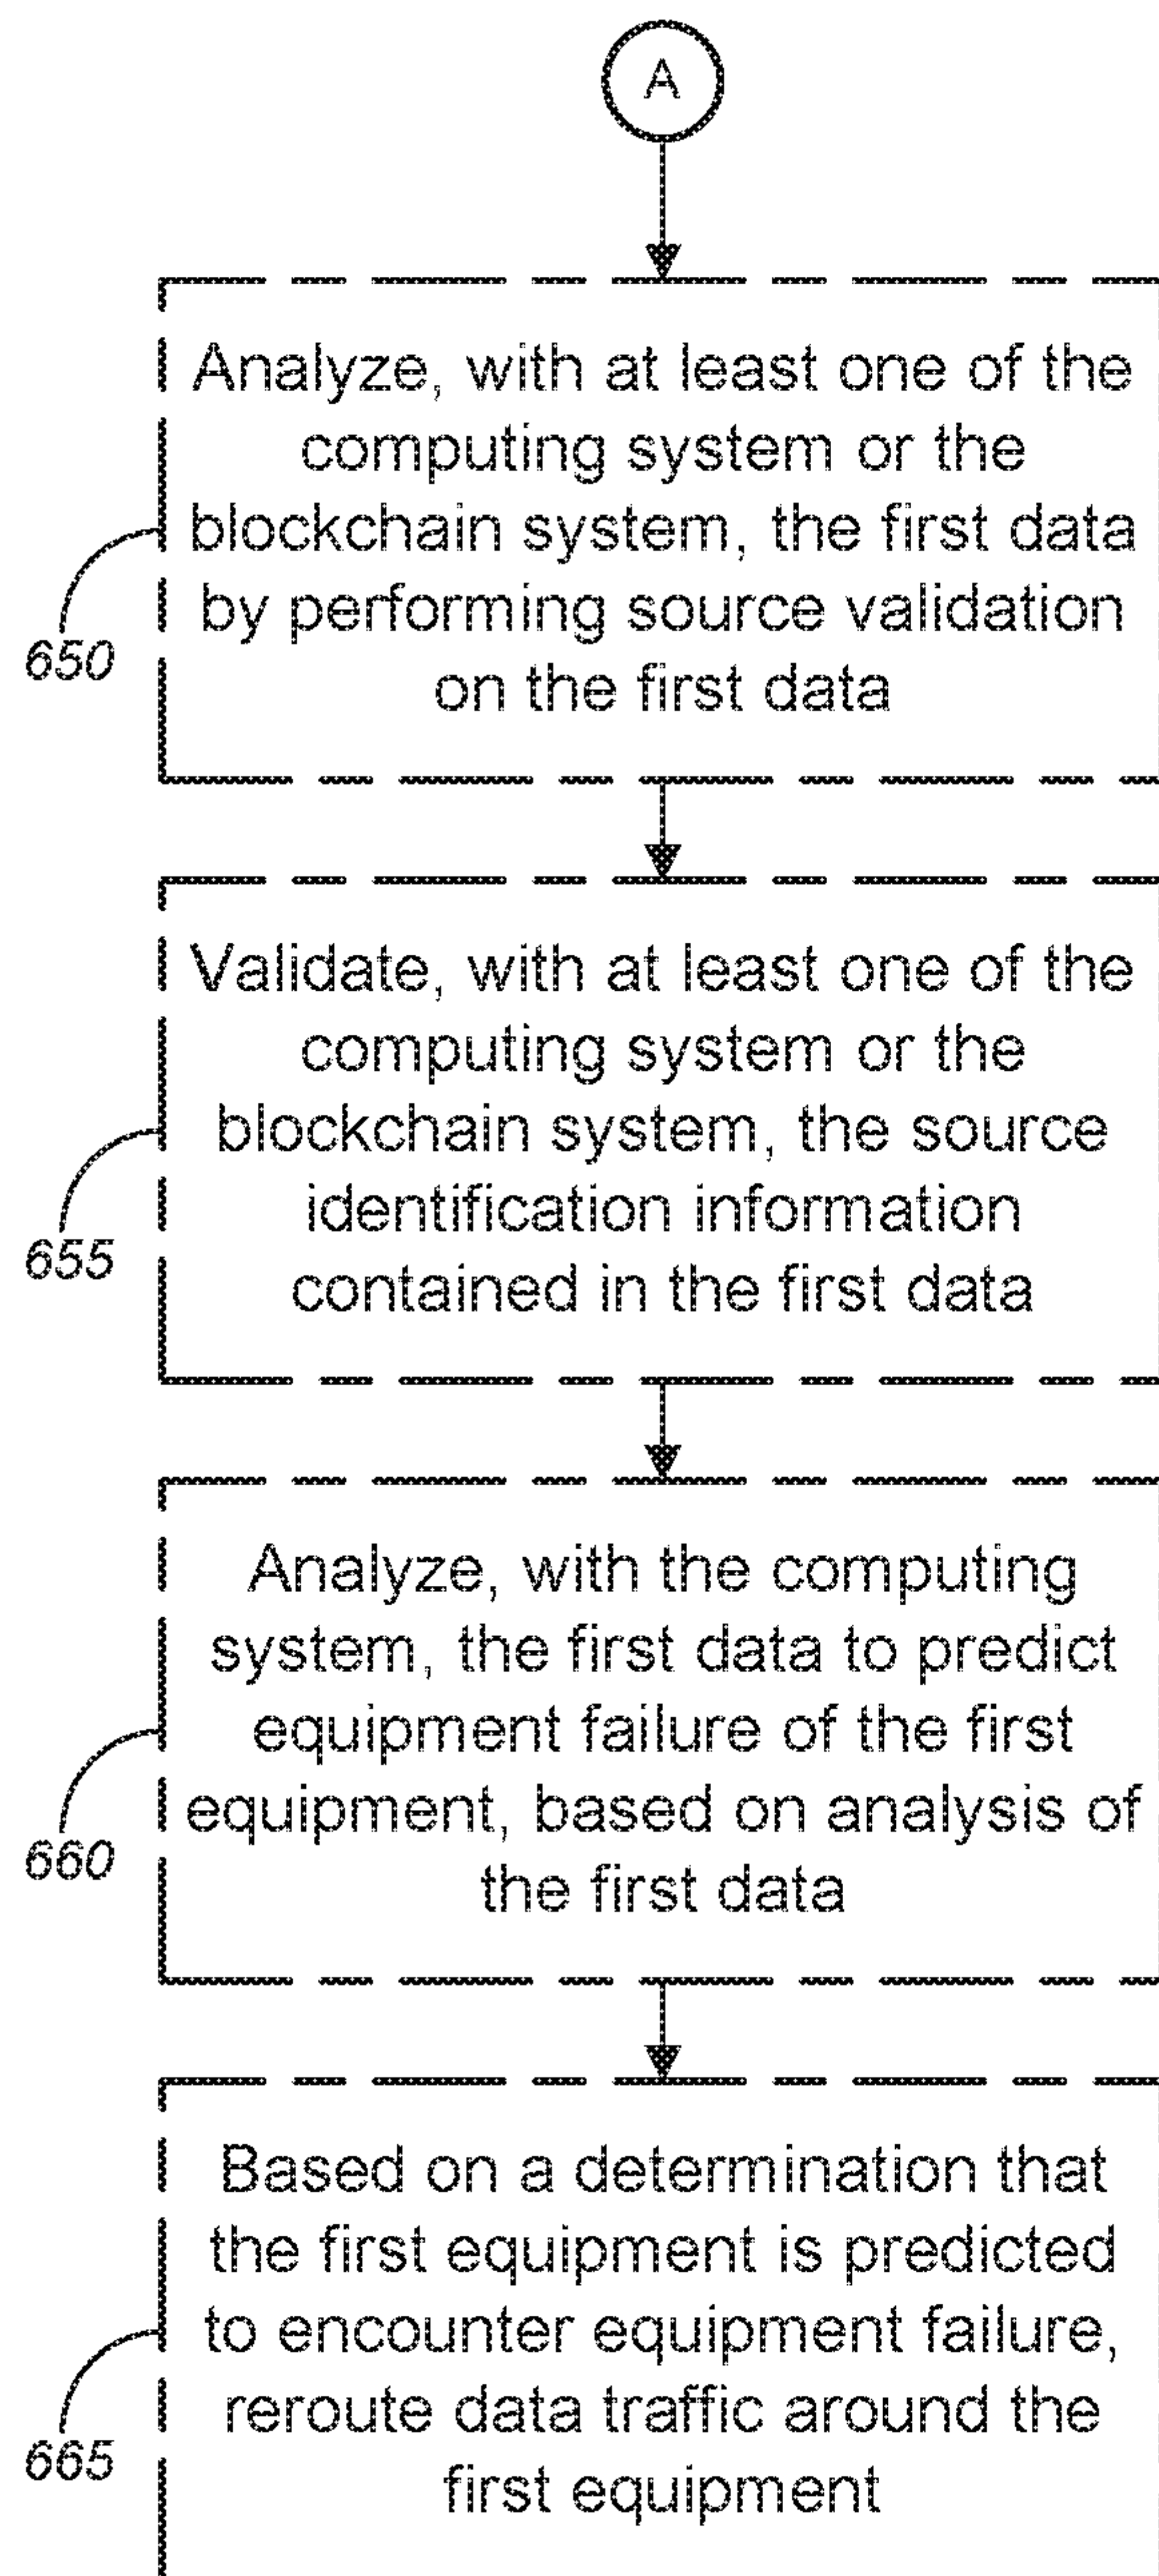 A
Analyze, with at least one of the
computing system or the
blockchain system, the first data
by performing source validation
on the first data
650
Validate, with at least one of the
computing system or the
blockchain system, the source
identification information
contained in the first data
655
Analyze, with the computing
system, the first data to predict
equipment failure of the first
equipment, based on analysis of
the first data
660
Based on a determination that
the first equipment is predicted
to encounter equipment failure,
reroute data traffic around the
first equipment
665